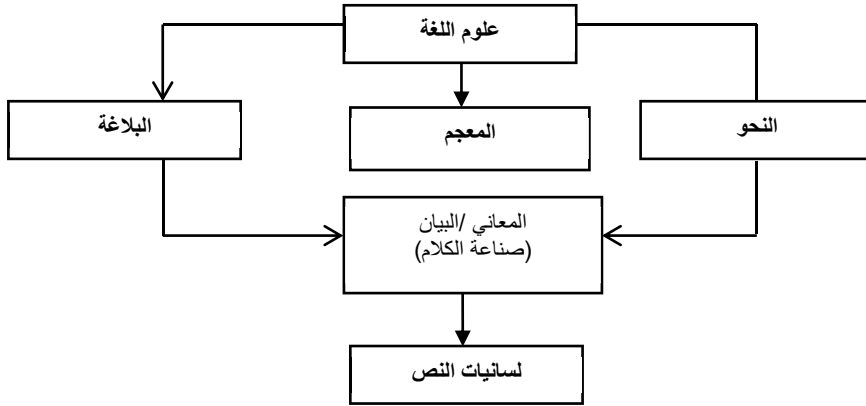 علوم اللغة
النحو
المعجم
البلاغة
المعاني /البيان
(صناعة الكلام)
لسانيات النص